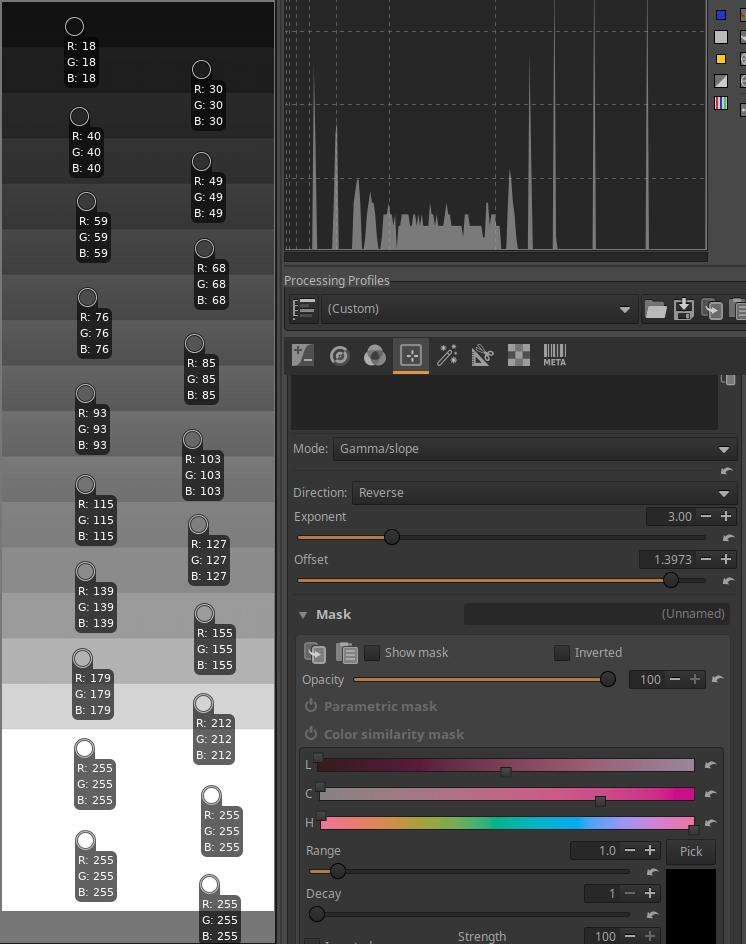 R: 18
G: 18
B: 18
R: 30
G: 30
B: 30
R: 40
G: 40
B: 40
R: 49
G: 49
B: 49
R: 59
G: 59
B: 59
R: 68
G: 68
B: 68
R: 76
G: 76
B: 76
R: 85
G: 85
B: 85
R: 93
G: 93
B: 93
R: 103
G: 103
B: 103
R: 115
G: 115
B: 115
R: 127
G: 127
B: 127
R: 139
G: 139
B: 139
R: 155
G: 155
B: 155
R: 179
G: 179
B: 179
R: 212
G: 212
B: 212
R: 255
G: 255
B: 255
R: 255
G: 255
B: 255
R: 255
G: 255
B: 255
R: 255
G: 255
B: 255
Processing Profiles
(Custom)
META
Mode: Gamma/slope
Direction: Reverse
Exponent 3.00
Offset 1.3973
Mask (Unnamed)
Show mask Inverted
Opacity 100
Parametric mask
Color similarity mask
L
C
H
Range 1.0 Pick
Decay 1
Strength 100